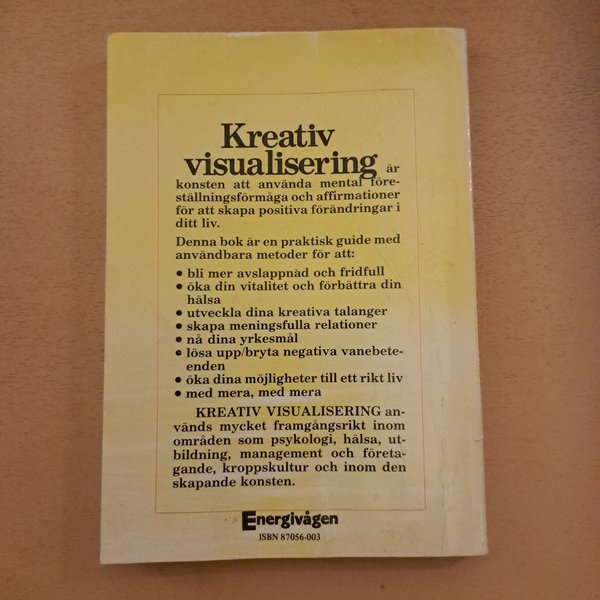 Kreativ
visualisering är
konsten att använda mental före-
ställningsförmåga och affirmationer
för att skapa positiva förändringar i
ditt liv.
Denna bok är en praktisk guide med
användbara metoder för att:
• bli mer avslappnad och fridfull
• öka din vitalitet och förbättra din
hälsa
• utveckla dina kreativa talanger
• skapa meningsfulla relationer
• nå dina yrkesmål
• lösa upp/bryta negativa vanebete-
enden
• öka dina möjligheter till ett rikt liv
• med mera, med mera
KREATIV VISUALISERING an-
vänds mycket framgångsrikt inom
områden som psykologi, hälsa, ut-
bildning, management och företa-
gande, kroppskultur och inom den
skapande konsten.
Energivågen
ISBN 87056-003